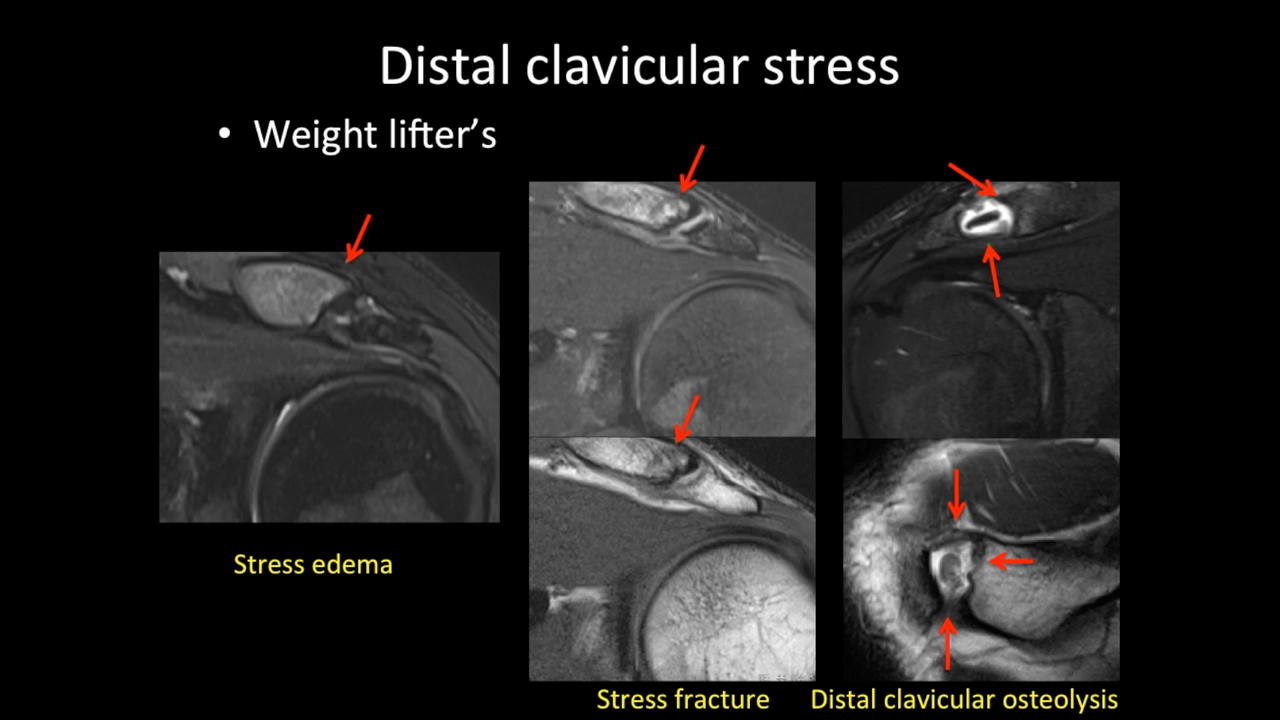 Distal clavicular stress
• Weight lifter’s
Stress edema
Stress fracture
Distal clavicular osteolysis